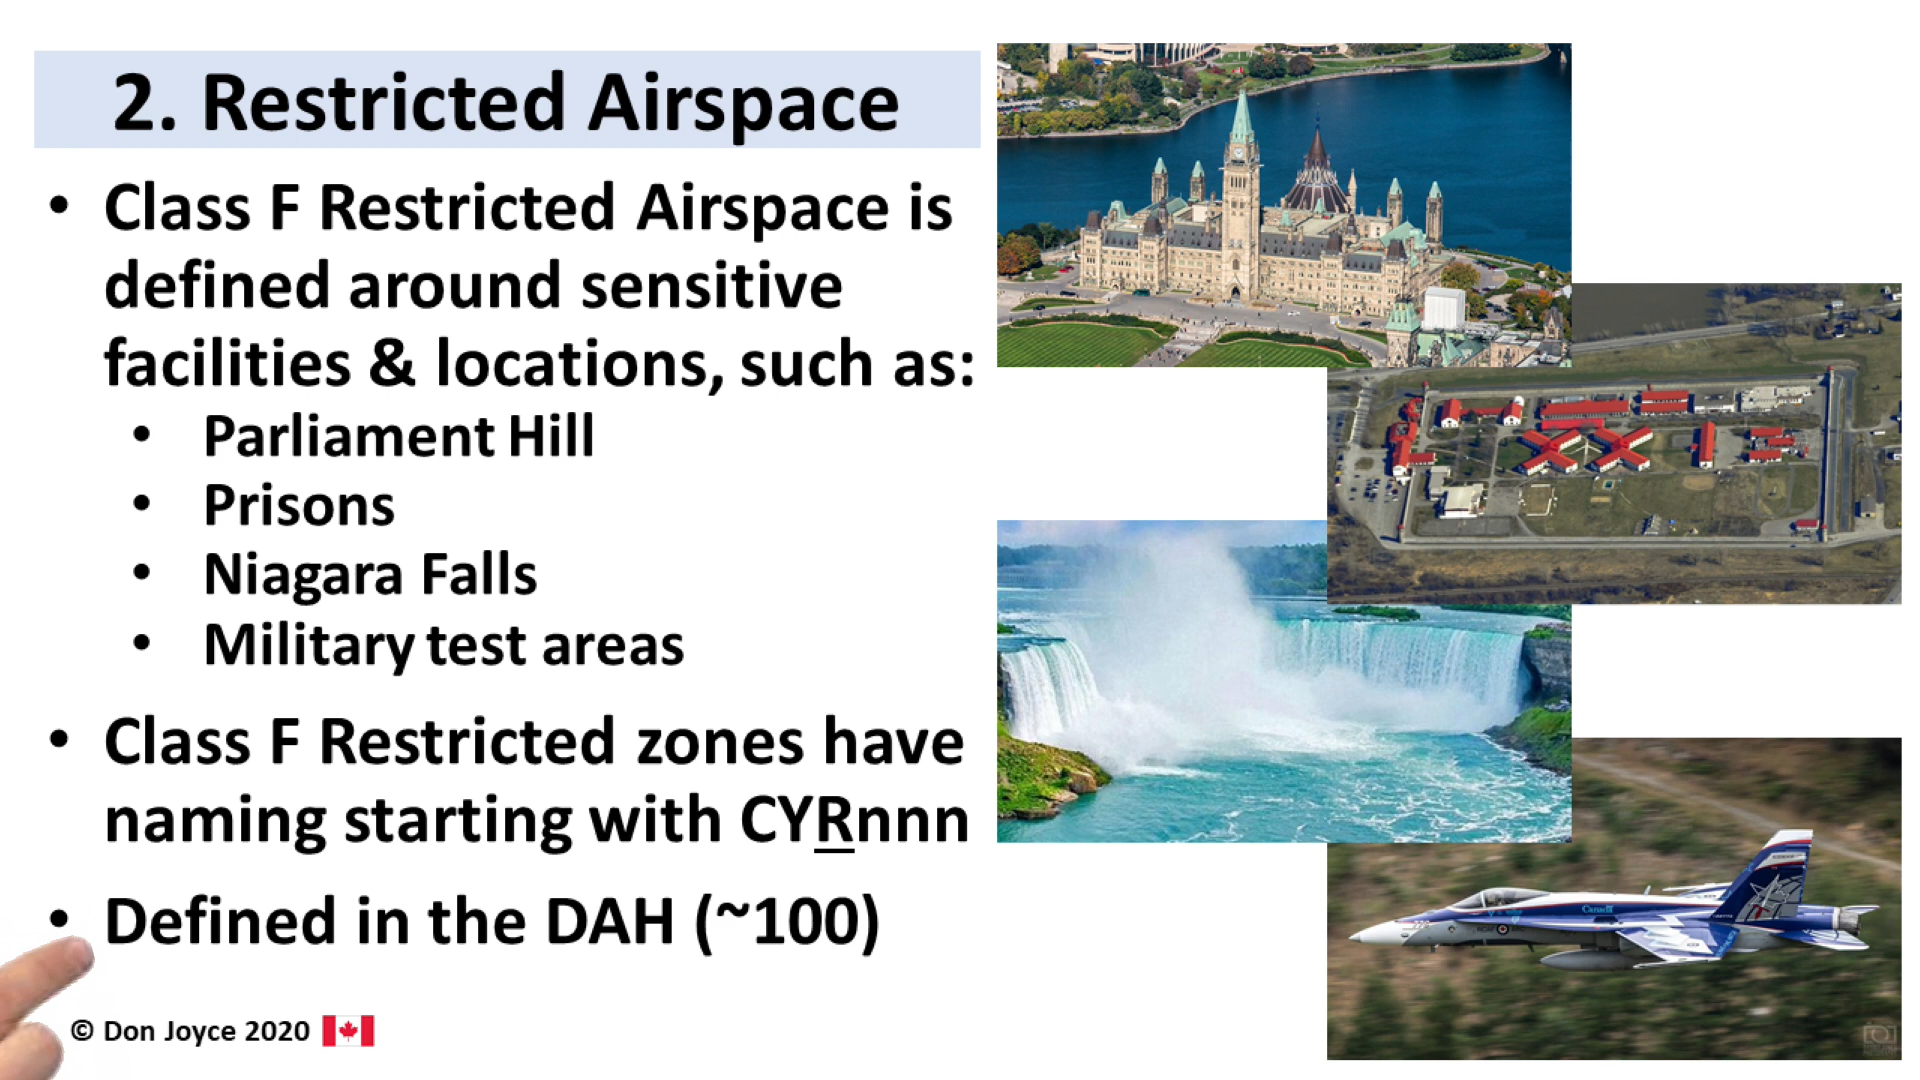 2. Restricted Airspace
• Class F Restricted Airspace is
defined around sensitive
facilities & locations, such as:
• Parliament Hill
• Prisons
• Niagara Falls
• Military test areas
• Class F Restricted zones have
naming starting with CYRnnn
• Defined in the DAH (~100)
© Don Joyce 2020
Canada